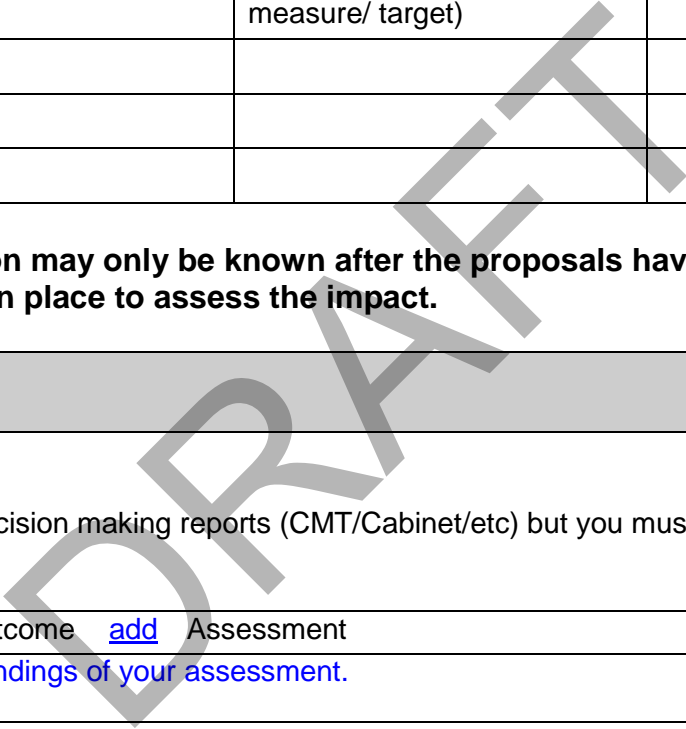 measure/ target)
on may only be known after the proposals hav
n place to assess the impact.
cision making reports (CMT/Cabinet/etc) but you mus
tcome add Assessment
ndings of your assessment.
DRAFT